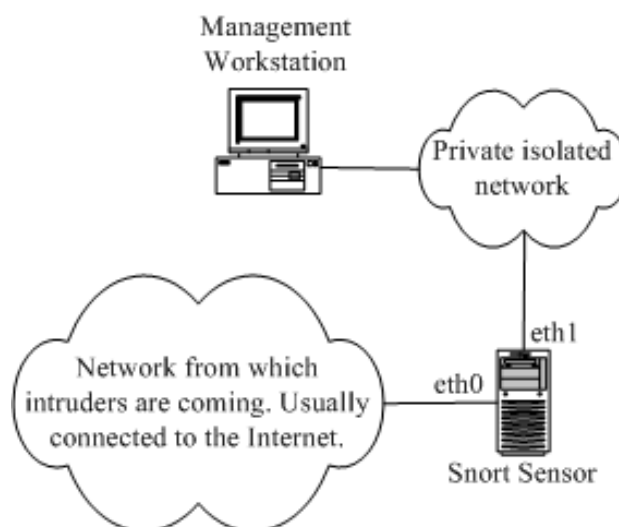 Management
Workstation
Private isolated
network
eth1
Network from which
intruders are coming. Usually
connected to the Internet.
eth0
Snort Sensor